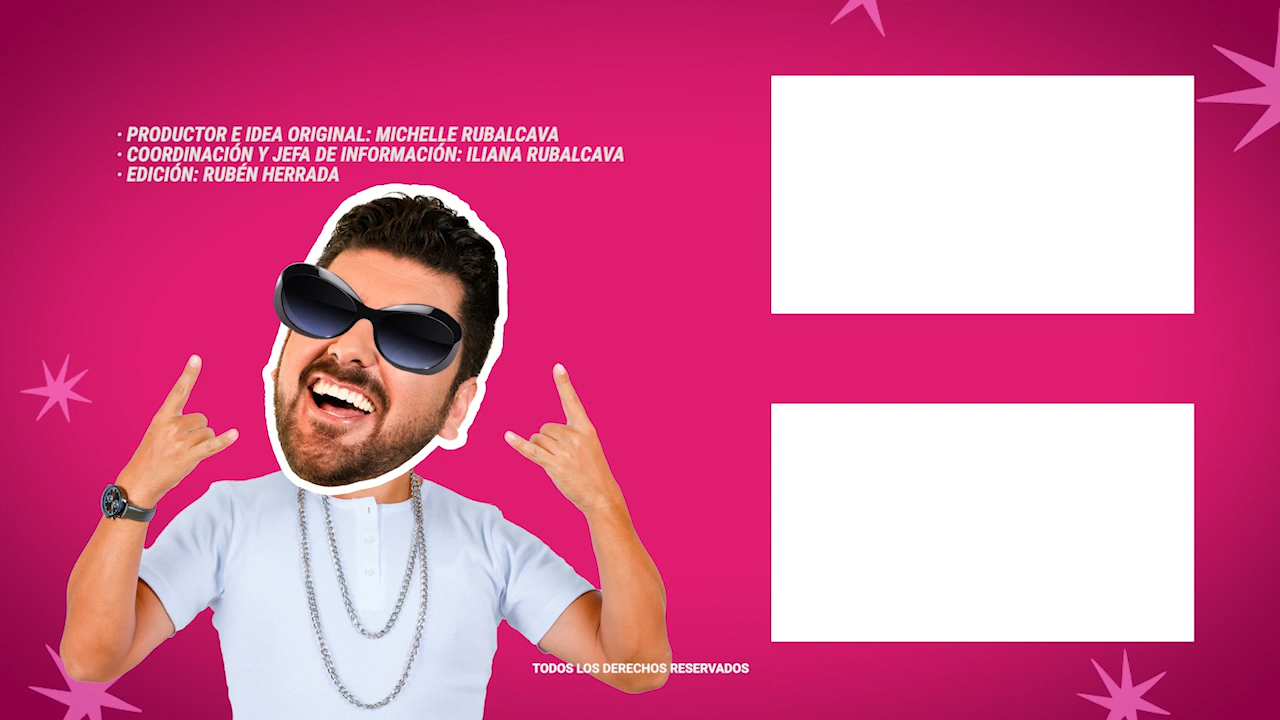 · PRODUCTOR E IDEA ORIGINAL: MICHELLE RUBALCAVA
· COORDINACIÓN Y JEFA DE INFORMACIÓN: ILIANA RUBALCAVA
· EDICIÓN: RUBÉN HERRADA
TODOS LOS DERECHOS RESERVADOS